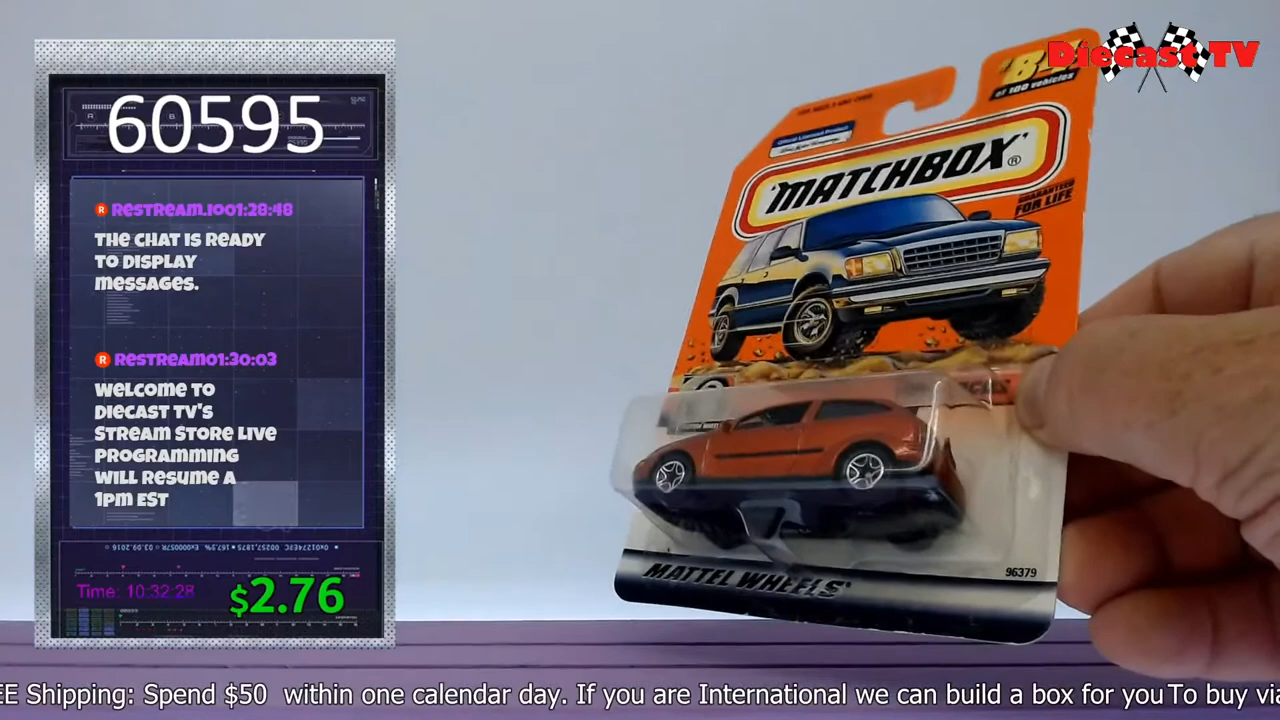 60595
Restream.io01:28:48
The chat is ready
to display
messages.
Restream01:30:03
Welcome to
Diecast TV's
Stream Store Live
Programming
will resume a
1pm EST
Time: 10:32:28
$2.76
Diecast TV
of 100 vehicles
MATCHBOX®
GUARANTEED
FOR LIFE
MATTEL WHEELS
96379
EE Shipping: Spend $50 within one calendar day. If you are International we can build a box for you To buy via